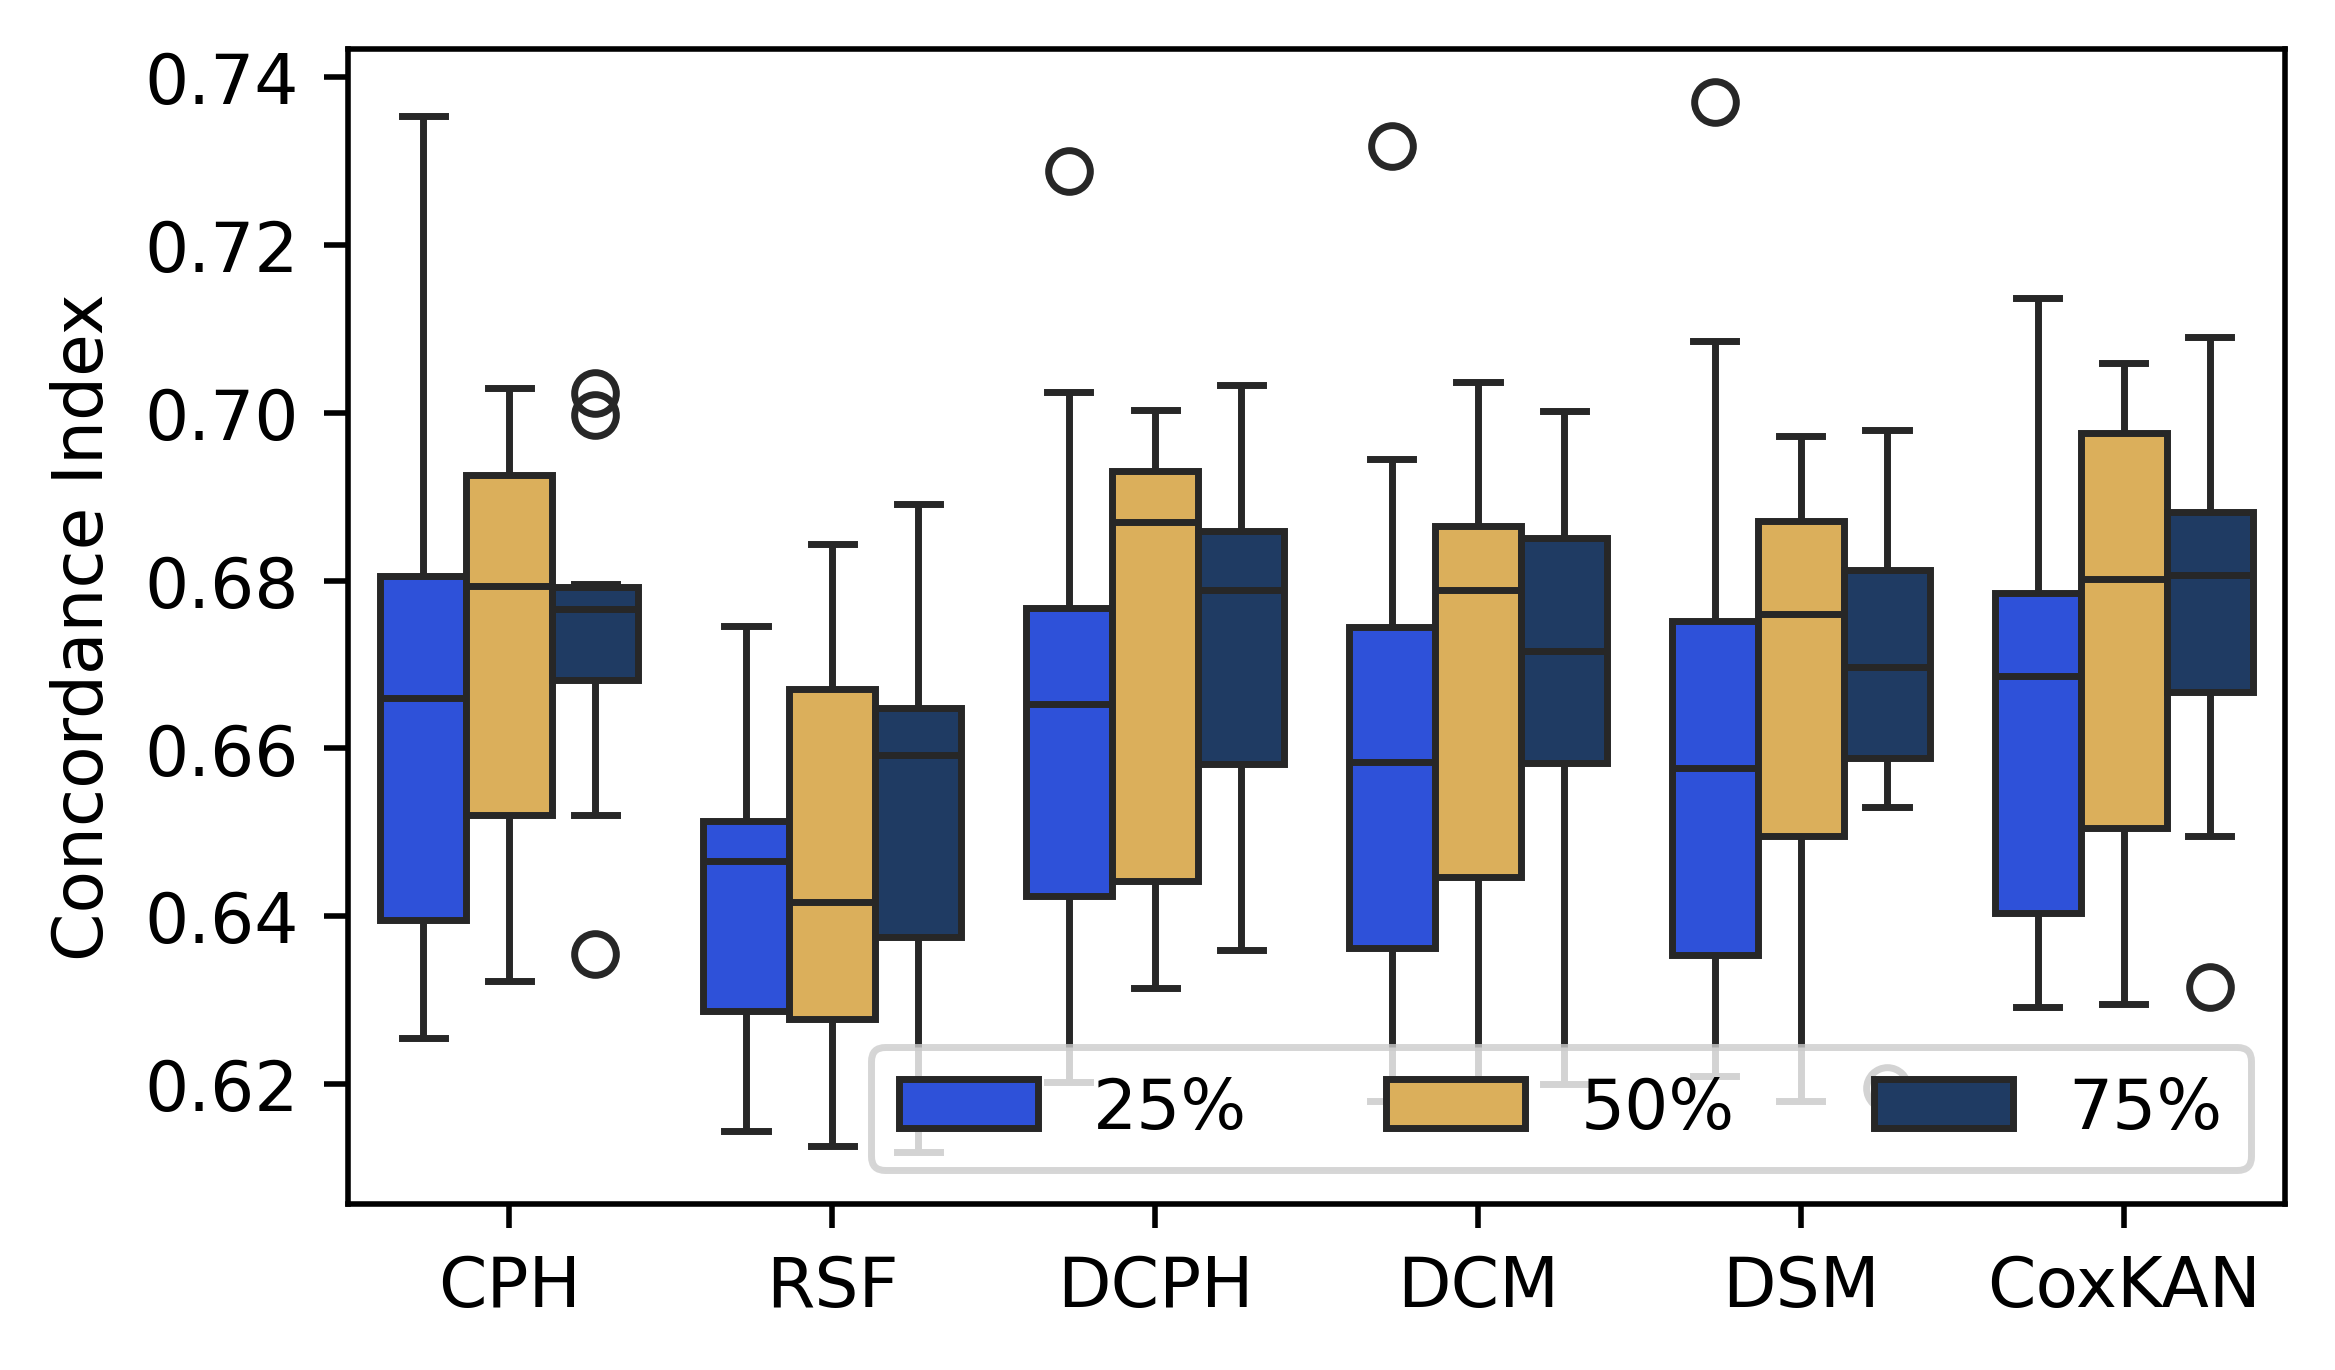 Concordance Index
0.74
0.72
0.70
0.68
0.66
0.64
0.62
25% 50% 75%
CPH RSF DCPH DCM DSM CoxKAN